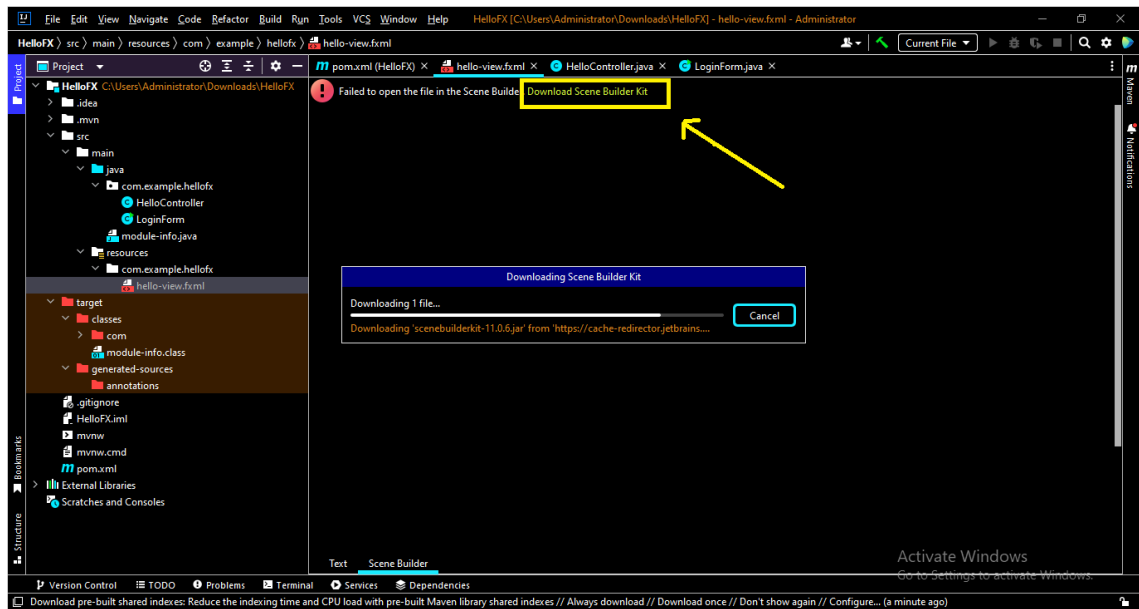 File Edit View Navigate Code Refactor Build Run Tools VCS Window Help HelloFX [C:\Users\Administrator\Downloads\HelloFX] - hello-view.fxml - Administrator
HelloFX src main resources com example hellofx hello-view.fxml Current File
Project pom.xml (HelloFX) hello-view.fxml HelloController.java LoginForm.java
Project
Maven
Notifications
Bookmarks
Structure
HelloFX C:\Users\Administrator\Downloads\HelloFX
.idea
.mvn
src
main
java
com.example.hellofx
HelloController
LoginForm
module-info.java
resources
com.example.hellofx
hello-view.fxml
target
classes
com
module-info.class
generated-sources
annotations
.gitignore
HelloFX.iml
mvnw
mvnw.cmd
pom.xml
External Libraries
Scratches and Consoles
Failed to open the file in the Scene Builde Download Scene Builder Kit
Downloading Scene Builder Kit
Downloading 1 file...
Cancel
Downloading 'scenebuilderkit-11.0.6.jar' from 'https://cache-redirector.jetbrains....
Activate Windows
Go to Settings to activate Windows.
Text Scene Builder
Version Control TODO Problems Terminal Services Dependencies
Download pre-built shared indexes: Reduce the indexing time and CPU load with pre-built Maven library shared indexes // Always download // Download once // Don't show again // Configure... (a minute ago)